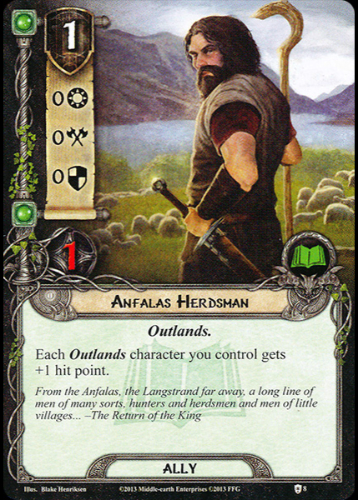 1
0
0
0
1
ANFALAS HERDSMAN
Outlands.
Each Outlands character you control gets
+1 hit point.
From the Anfalas, the Langstrand far away, a long line of
men of many sorts, hunters and herdsmen and men of little
villages... –The Return of the King
ALLY
Illus. Blake Henriksen ©2013 Middle-earth Enterprises ©2013 FFG 8